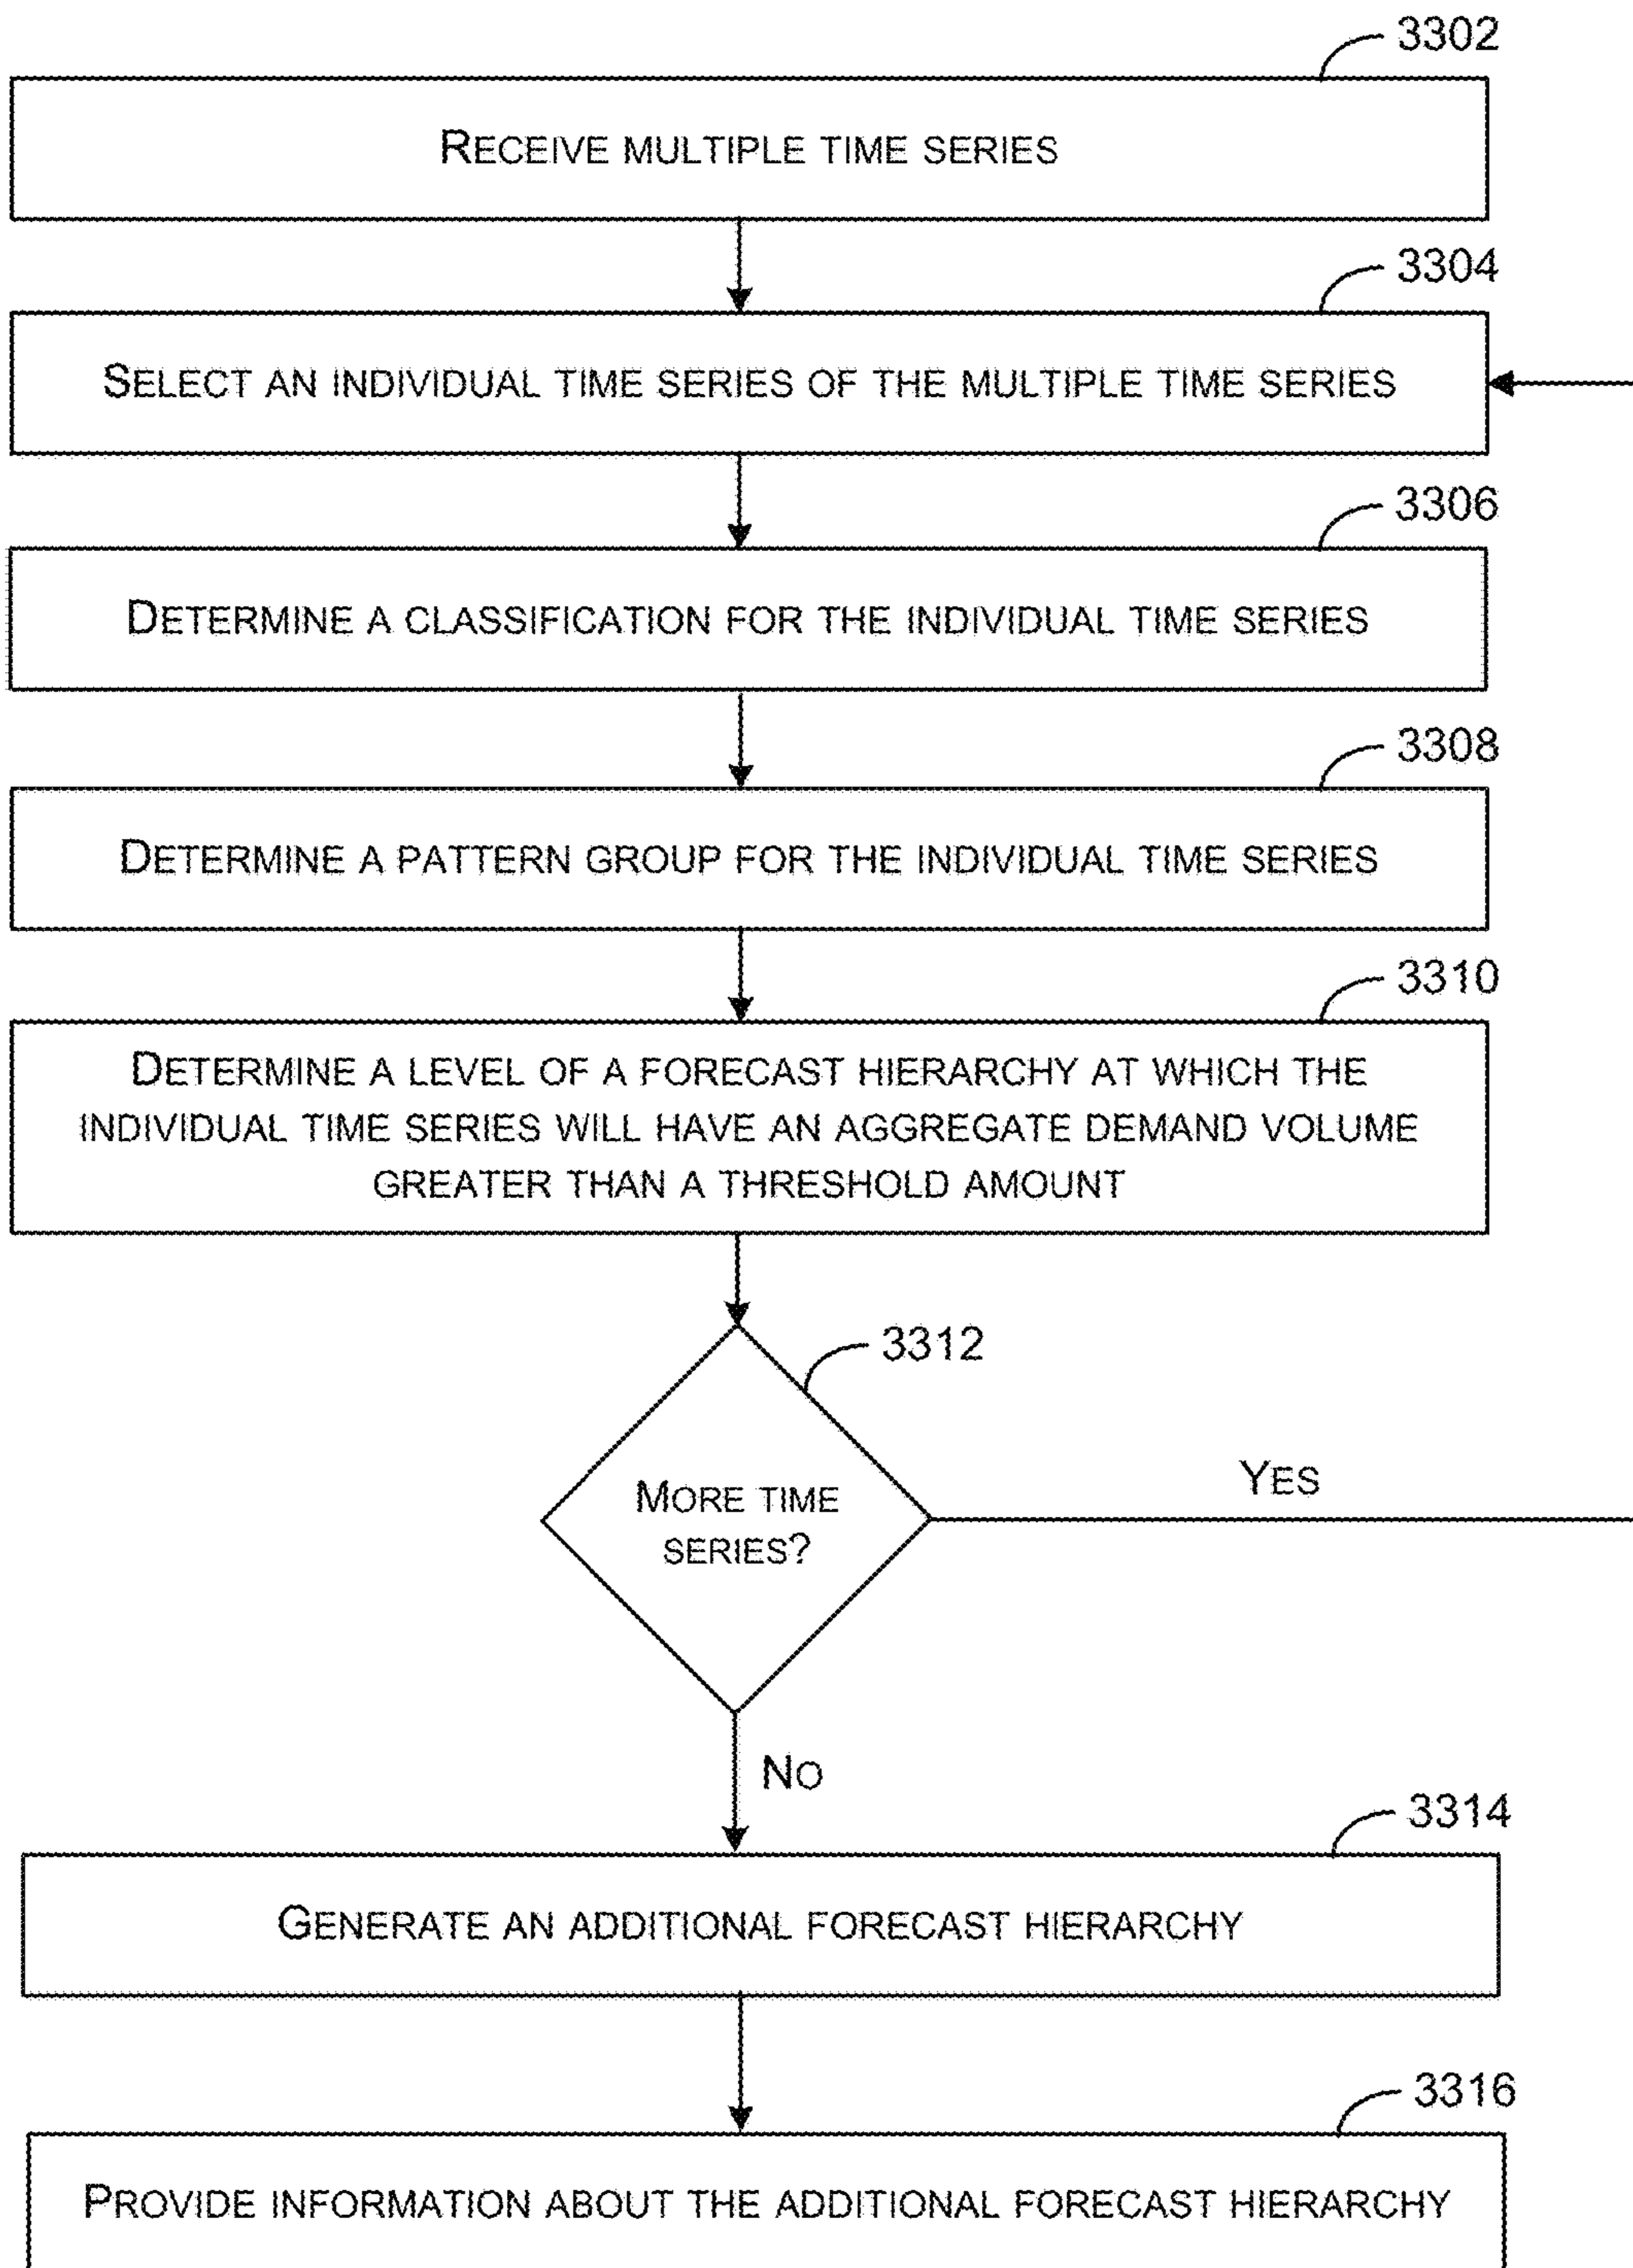 3302
RECEIVE MULTIPLE TIME SERIES
3304
SELECT AN INDIVIDUAL TIME SERIES OF THE MULTIPLE TIME SERIES
3306
DETERMINE A CLASSIFICATION FOR THE INDIVIDUAL TIME SERIES
3308
DETERMINE A PATTERN GROUP FOR THE INDIVIDUAL TIME SERIES
3310
DETERMINE A LEVEL OF A FORECAST HIERARCHY AT WHICH THE
INDIVIDUAL TIME SERIES WILL HAVE AN AGGREGATE DEMAND VOLUME
GREATER THAN A THRESHOLD AMOUNT
3312
MORE TIME
SERIES?
YES
NO
3314
GENERATE AN ADDITIONAL FORECAST HIERARCHY
3316
PROVIDE INFORMATION ABOUT THE ADDITIONAL FORECAST HIERARCHY